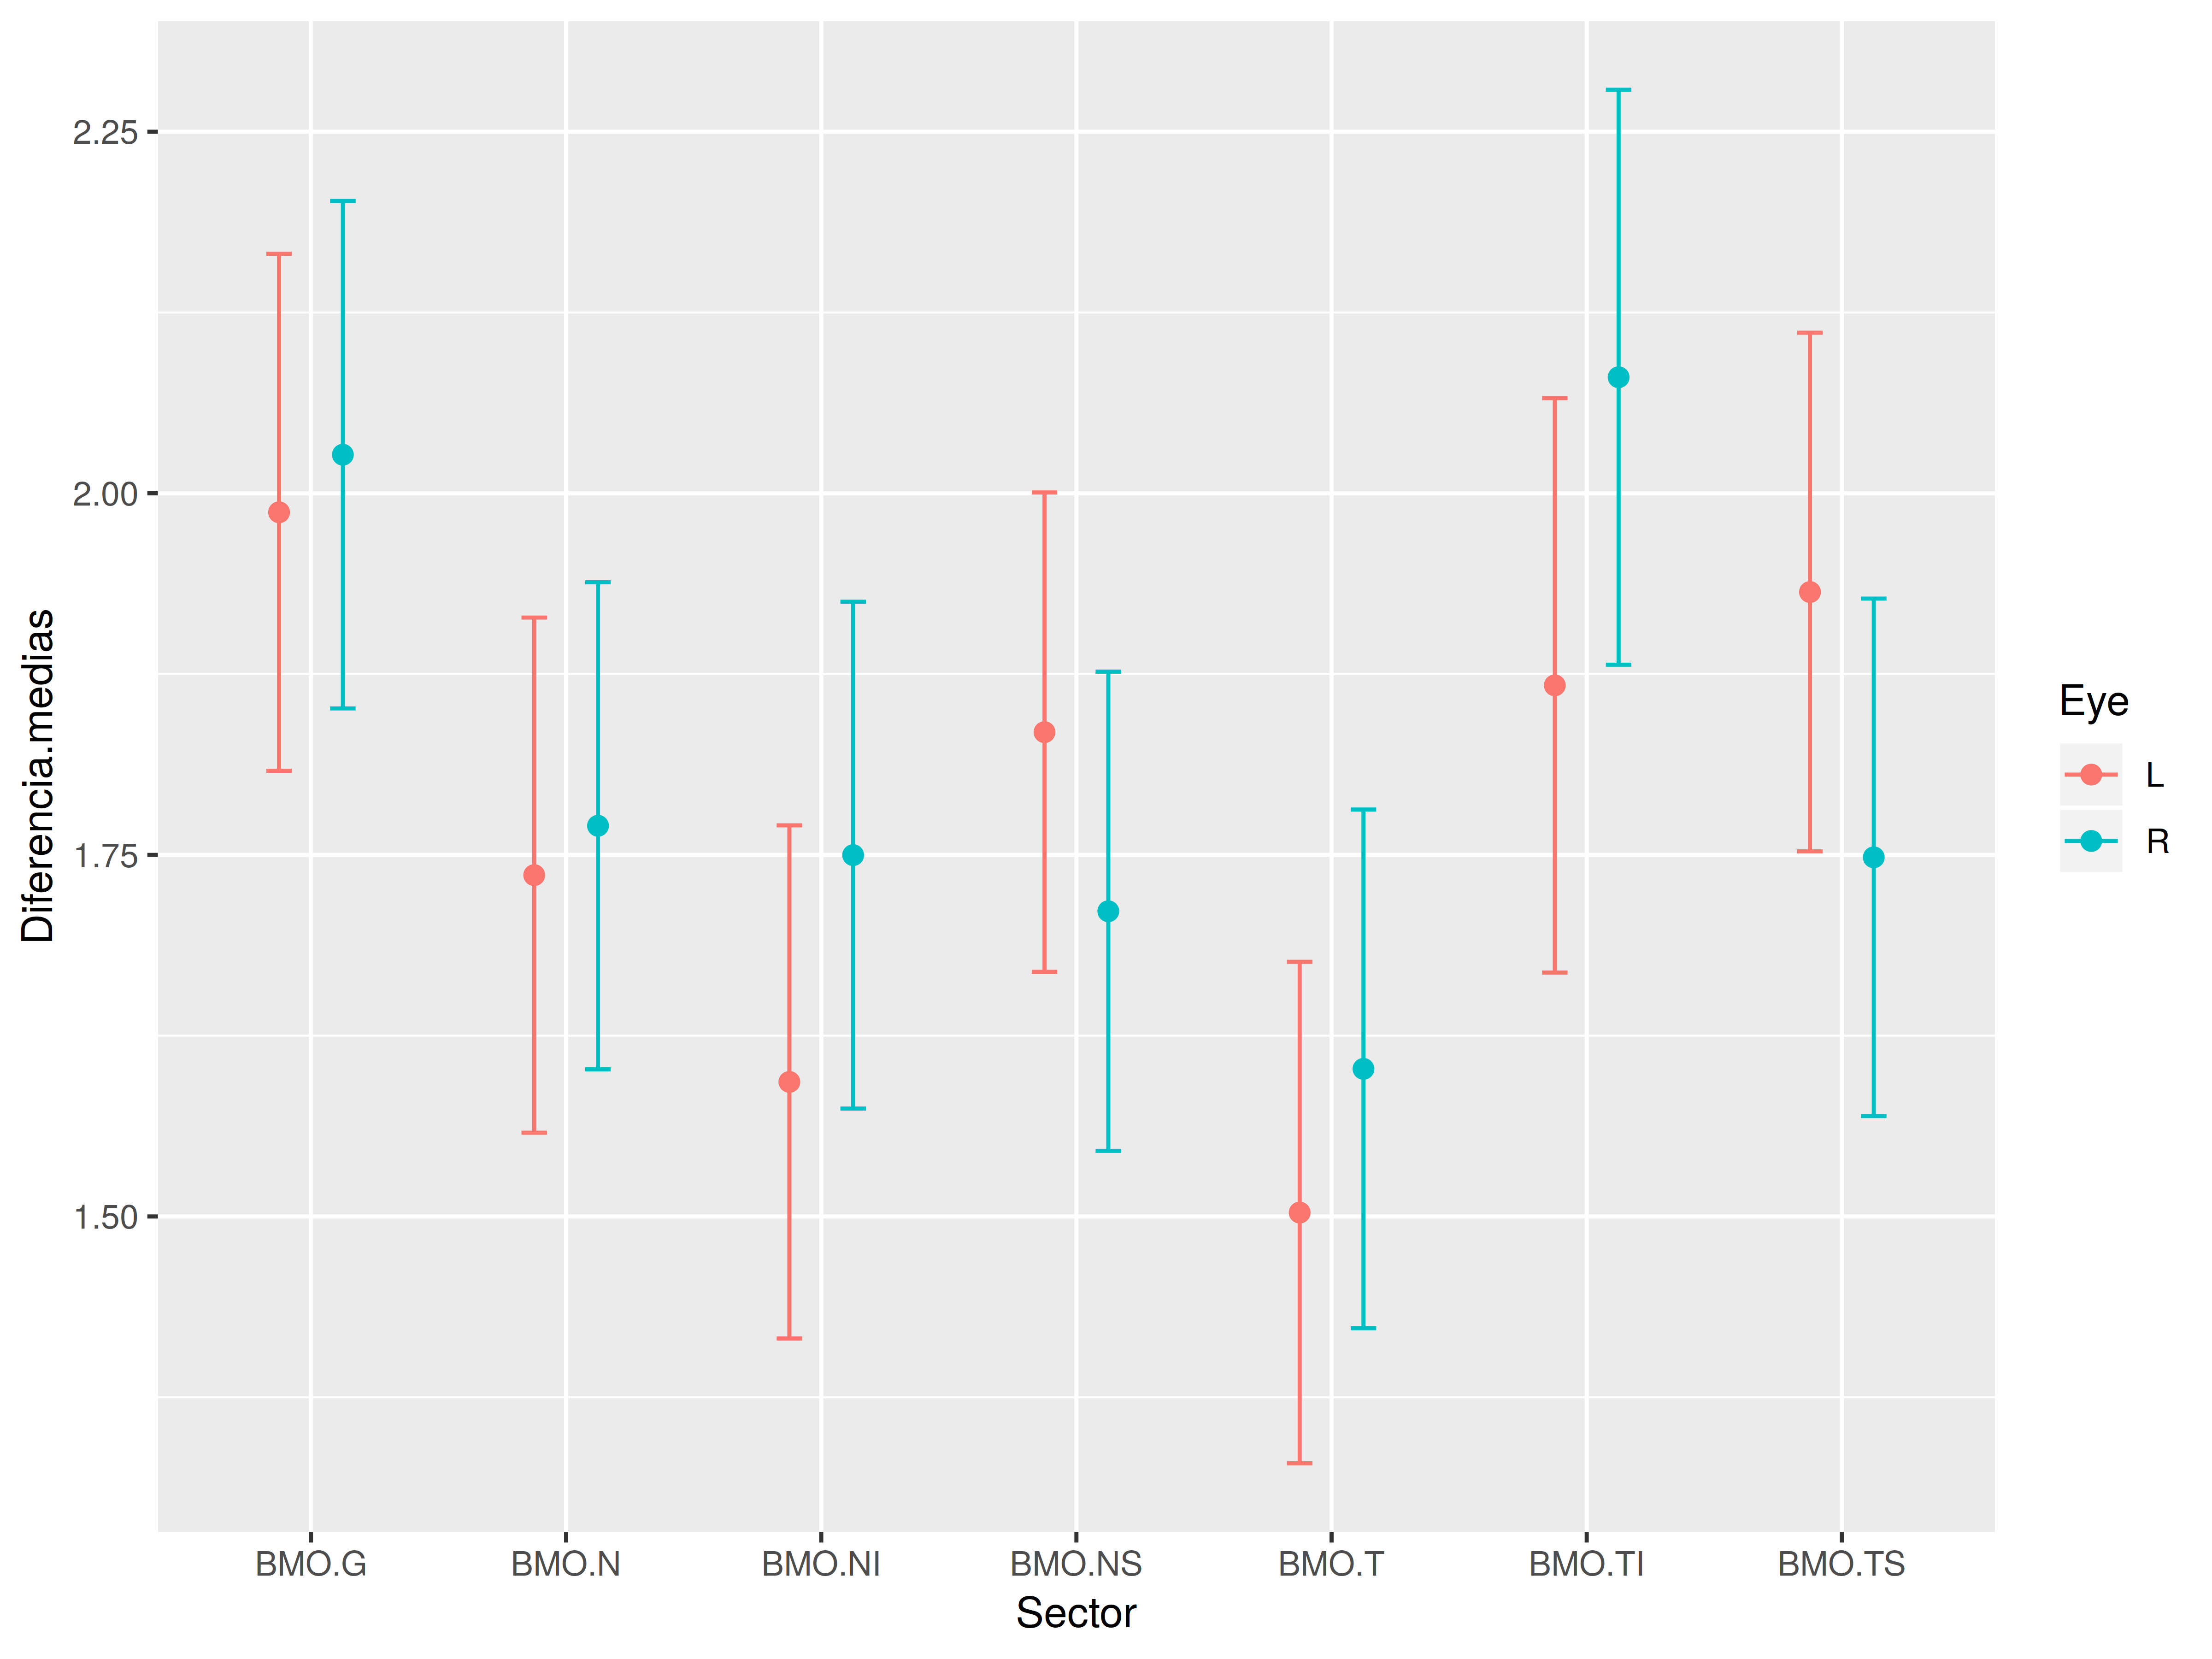 2.25
2.00
1.75
1.50
Diferencia.medias
BMO.G BMO.N BMO.NI BMO.NS BMO.T BMO.TI BMO.TS
Sector
Eye
L
R